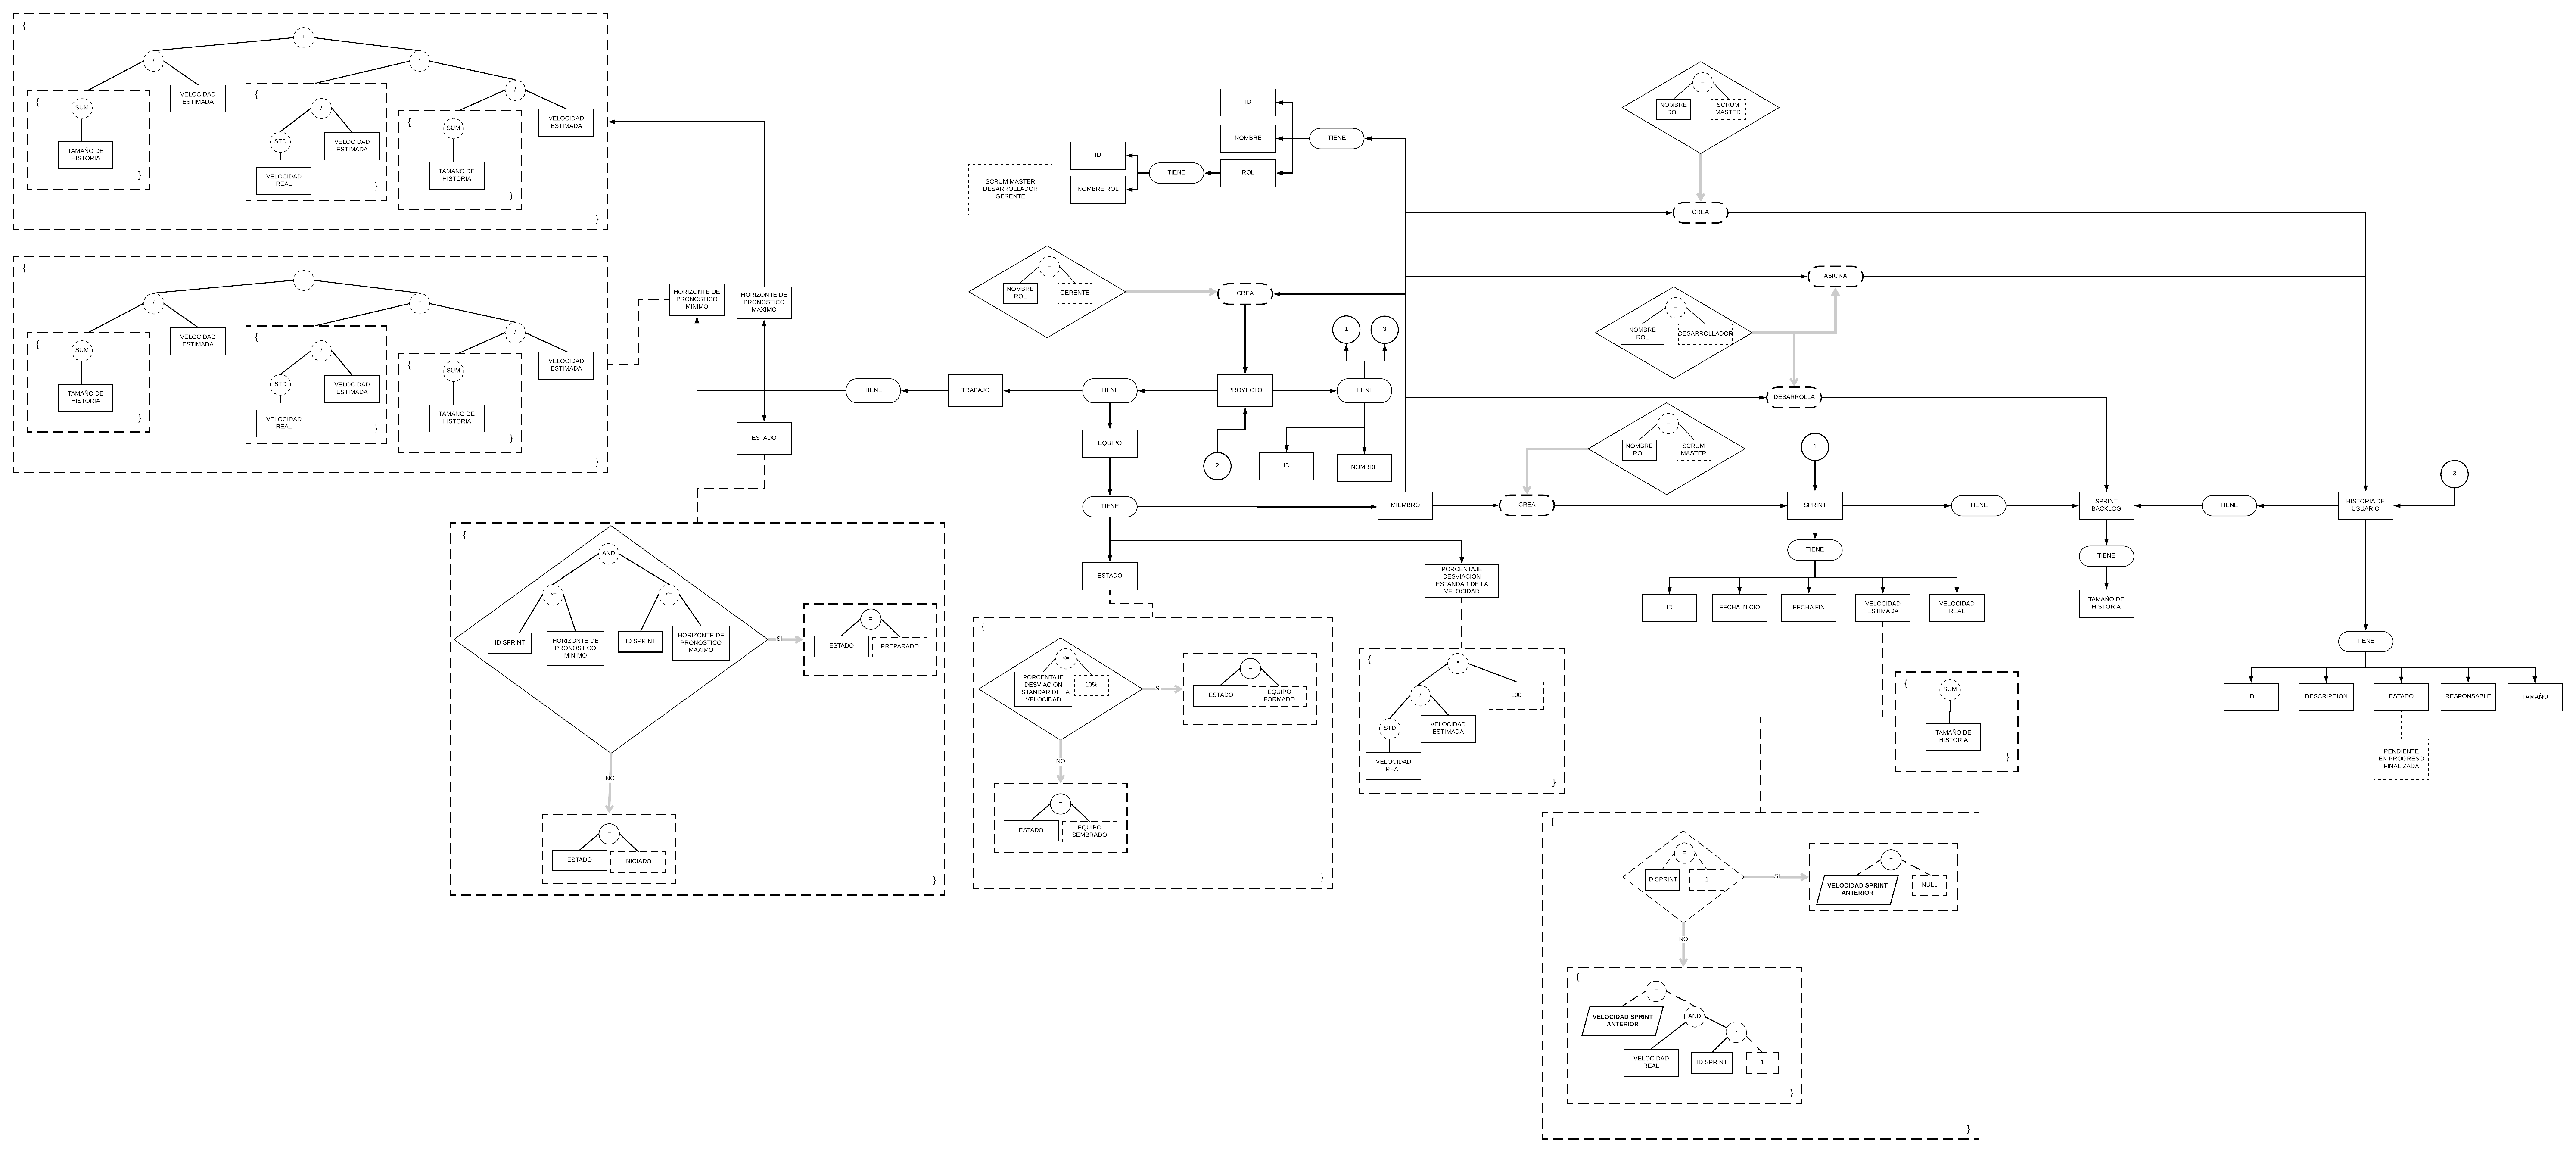 {
+
/
*
/
{
SUM
TAMAÑO DE
HISTORIA
}
VELOCIDAD
ESTIMADA
{
/
STD
VELOCIDAD
REAL
VELOCIDAD
ESTIMADA
}
{
SUM
TAMAÑO DE
HISTORIA
}
VELOCIDAD
ESTIMADA
}
{
-
/
*
/
{
SUM
TAMAÑO DE
HISTORIA
}
VELOCIDAD
ESTIMADA
{
/
STD
VELOCIDAD
REAL
VELOCIDAD
ESTIMADA
}
{
SUM
TAMAÑO DE
HISTORIA
}
VELOCIDAD
ESTIMADA
}
HORIZONTE DE
PRONOSTICO
MINIMO
HORIZONTE DE
PRONOSTICO
MAXIMO
ESTADO
TIENE
TRABAJO
TIENE
PROYECTO
TIENE
1
3
2
ID
NOMBRE
ID
NOMBRE
ROL
TIENE
TIENE
ID
NOMBRE ROL
SCRUM MASTER
DESARROLLADOR
GERENTE
=
NOMBRE
ROL
GERENTE
CREA
=
NOMBRE
ROL
SCRUM
MASTER
CREA
ASIGNA
=
NOMBRE
ROL
DESARROLLADOR
DESARROLLA
=
NOMBRE
ROL
SCRUM
MASTER
1
3
EQUIPO
TIENE
MIEMBRO
CREA
SPRINT
TIENE
SPRINT
BACKLOG
TIENE
HISTORIA DE
USUARIO
TIENE
ID
FECHA INICIO
FECHA FIN
VELOCIDAD
ESTIMADA
VELOCIDAD
REAL
TIENE
TAMAÑO DE
HISTORIA
TIENE
ID
DESCRIPCION
ESTADO
RESPONSABLE
TAMAÑO
PENDIENTE
EN PROGRESO
FINALIZADA
{
AND
>=
<=
ID SPRINT
HORIZONTE DE
PRONOSTICO
MINIMO
ID SPRINT
HORIZONTE DE
PRONOSTICO
MAXIMO
SI
=
ESTADO
PREPARADO
NO
=
ESTADO
INICIADO
}
ESTADO
{
<=
PORCENTAJE
DESVIACION
ESTANDAR DE LA
VELOCIDAD
10%
SI
=
ESTADO
EQUIPO
FORMADO
NO
=
ESTADO
EQUIPO
SEMBRADO
}
PORCENTAJE
DESVIACION
ESTANDAR DE LA
VELOCIDAD
{
*
/
100
STD
VELOCIDAD
REAL
VELOCIDAD
ESTIMADA
}
{
SUM
TAMAÑO DE
HISTORIA
}
{
=
ID SPRINT
1
SI
=
VELOCIDAD SPRINT
ANTERIOR
NULL
NO
{
=
VELOCIDAD SPRINT
ANTERIOR
AND
-
VELOCIDAD
REAL
ID SPRINT
1
}
}